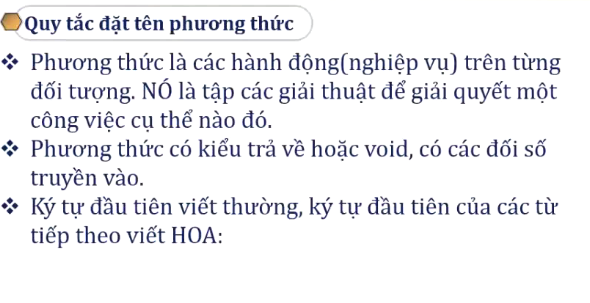 Quy tắc đặt tên phương thức
❖ Phương thức là các hành động(nghiệp vụ) trên từng
đối tượng. NÓ là tập các giải thuật để giải quyết một
công việc cụ thể nào đó.
❖ Phương thức có kiểu trả về hoặc void, có các đối số
truyền vào.
❖ Ký tự đầu tiên viết thường, ký tự đầu tiên của các từ
tiếp theo viết HOA: